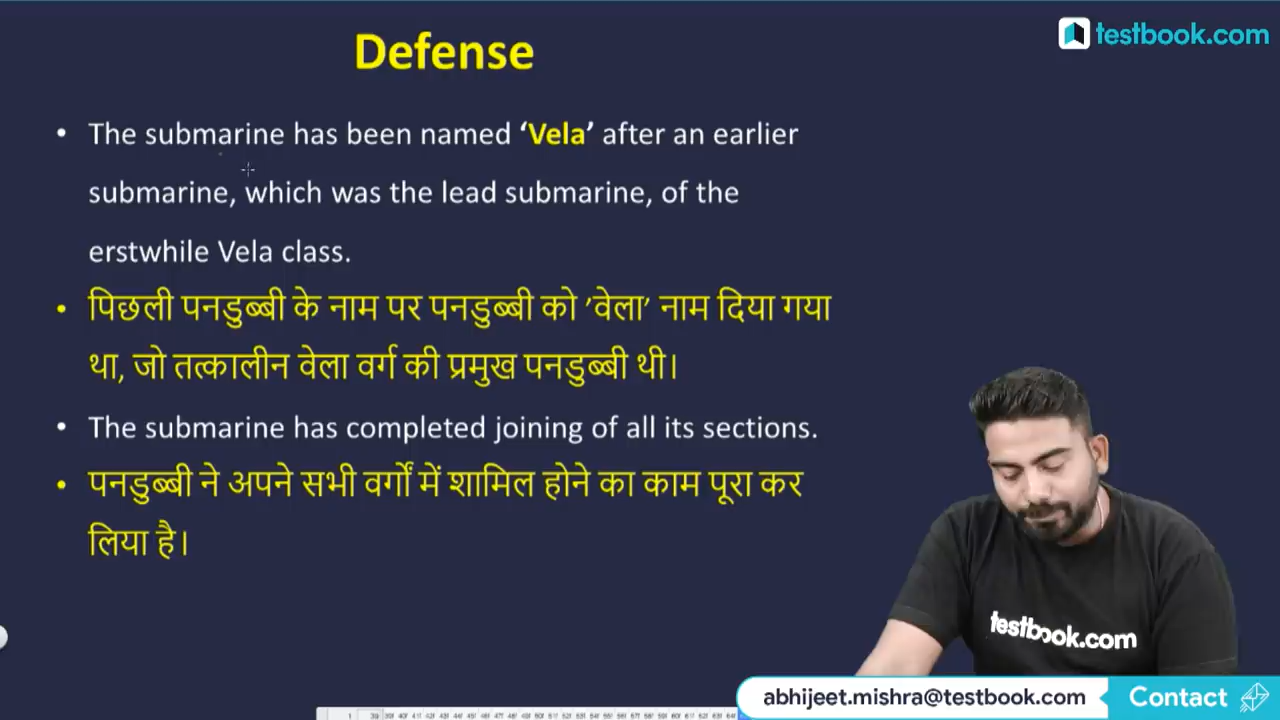 Defense
testbook.com
• The submarine has been named ‘Vela’ after an earlier
submarine, which was the lead submarine, of the
erstwhile Vela class.
• पिछली पनडुब्बी के नाम पर पनडुब्बी को ’वेला’ नाम दिया गया
था, जो तत्कालीन वेला वर्ग की प्रमुख पनडुब्बी थी।
• The submarine has completed joining of all its sections.
• पनडुब्बी ने अपने सभी वर्गों में शामिल होने का काम पूरा कर
लिया है।
testbook.com
abhijeet.mishra@testbook.com Contact